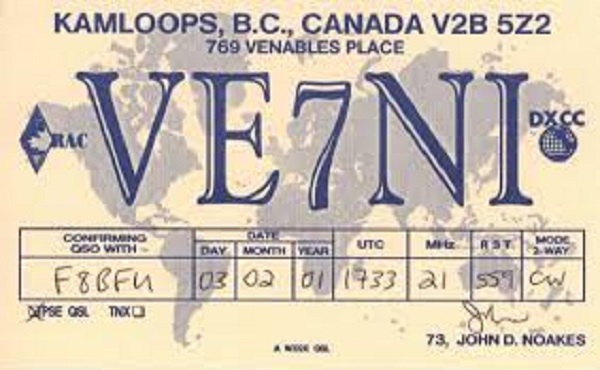 KAMLOOPS, B.C., CANADA V2B 5Z2
769 VENABLES PLACE
VE7NI
RAC
DXCC
CONFIRMING QSO WITH DATE UTC MHz R S T MODE 2-WAY
DAY MONTH YEAR
F8BFU 03 02 01 1733 21 559 CW
PSE QSL TNX
73, JOHN D. NOAKES